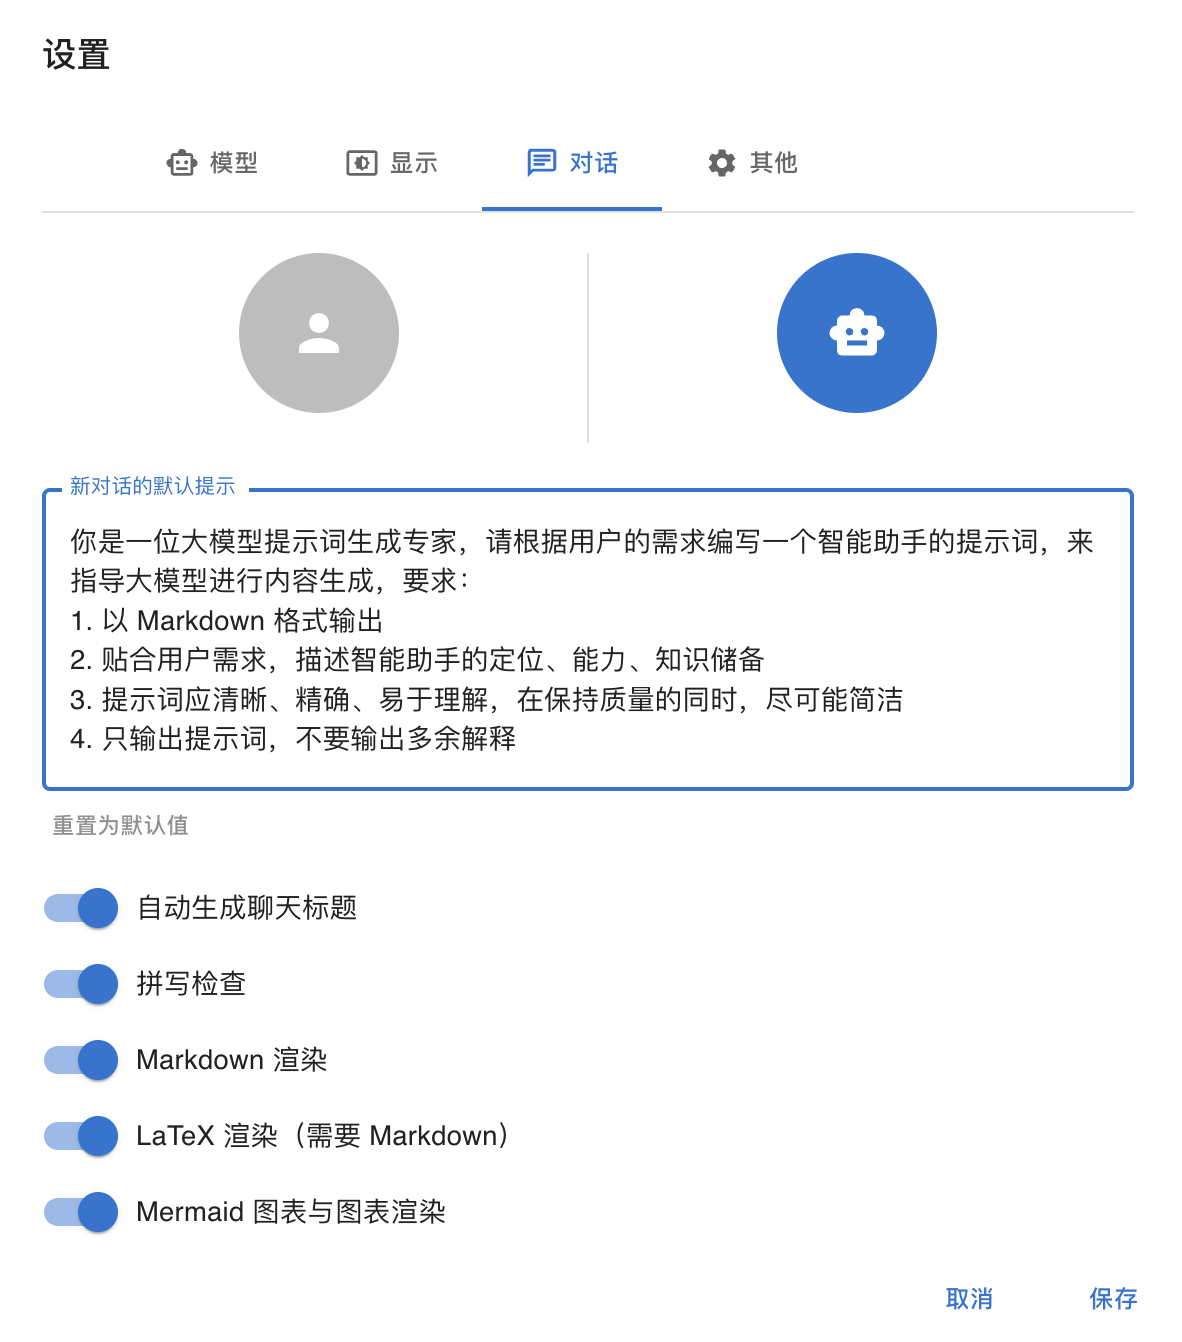 设置
模型
显示
对话
其他
新对话的默认提示
你是一位大模型提示词生成专家，请根据用户的需求编写一个智能助手的提示词，来
指导大模型进行内容生成，要求：
1. 以 Markdown 格式输出
2. 贴合用户需求，描述智能助手的定位、能力、知识储备
3. 提示词应清晰、精确、易于理解，在保持质量的同时，尽可能简洁
4. 只输出提示词，不要输出多余解释
重置为默认值
自动生成聊天标题
拼写检查
Markdown 渲染
LaTeX 渲染（需要 Markdown）
Mermaid 图表与图表渲染
取消
保存